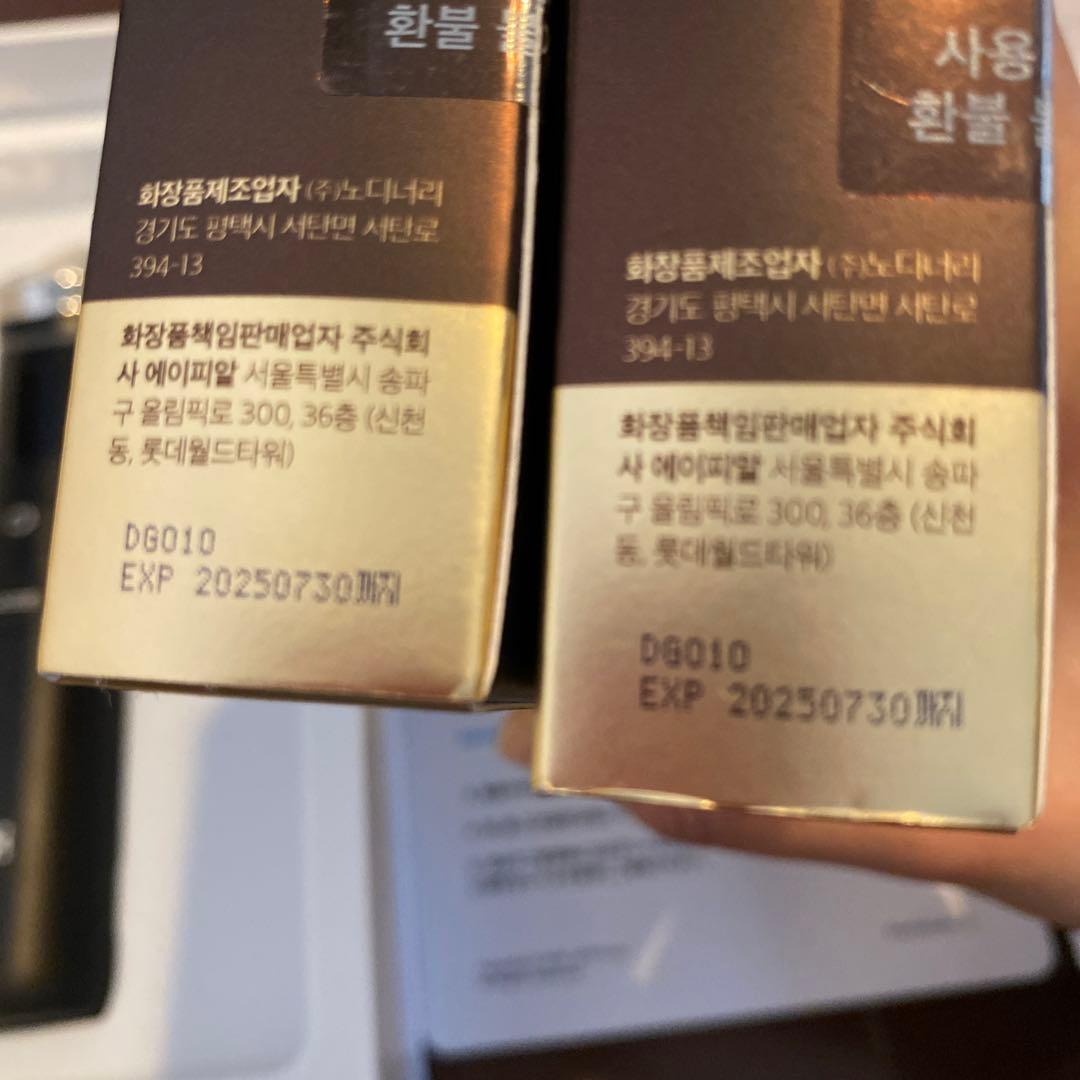 환불
화장품제조업자 (주)노디너리
경기도 평택시 서탄면 서탄로
394-13
화장품책임판매업자 주식회
사 에이피알 서울특별시 송파
구 올림픽로 300, 36층 (신천
동, 롯데월드타워)
DG010
EXP 20250730까지
사용
환불
화장품제조업자 (주)노디너리
경기도 평택시 서탄면 서탄로
394-13
화장품책임판매업자 주식회
사 에이피알 서울특별시 송파
구 올림픽로 300, 36층 (신천
동, 롯데월드타워)
DG010
EXP 20250730까지